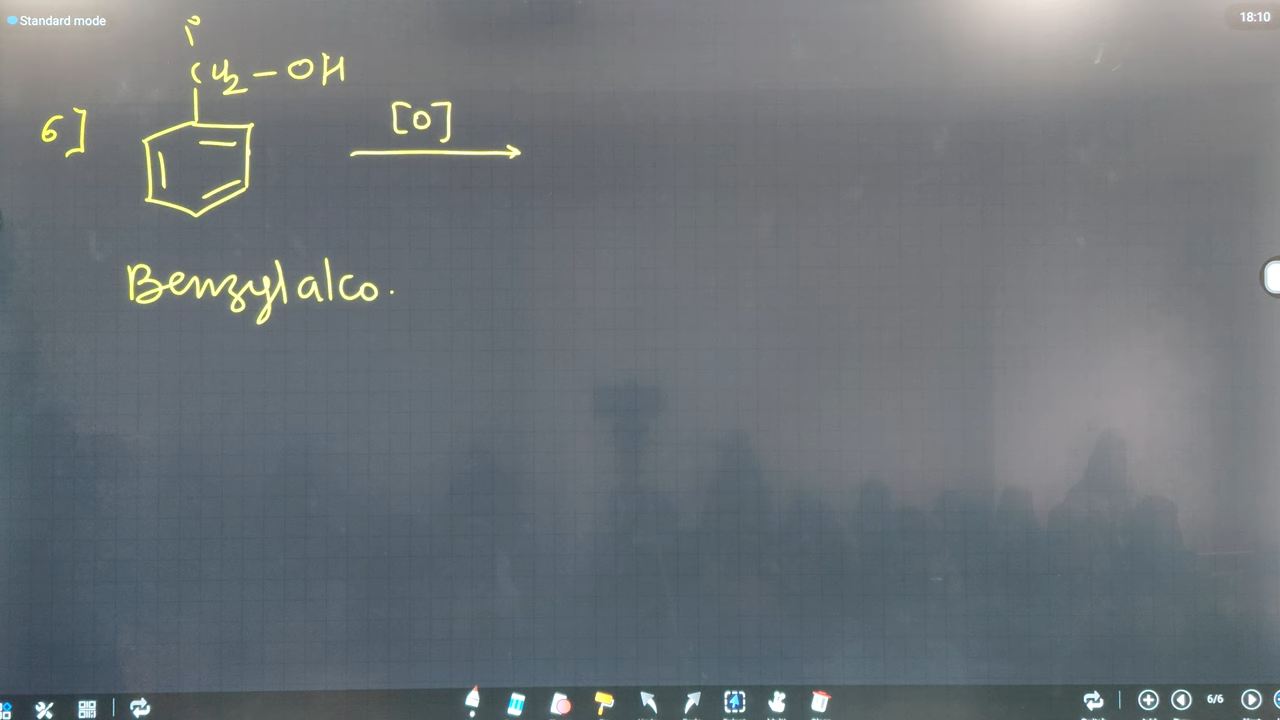 Standard mode
18:10
1°
CH2 – OH
6]
[O]
Benzylalco.
6/6